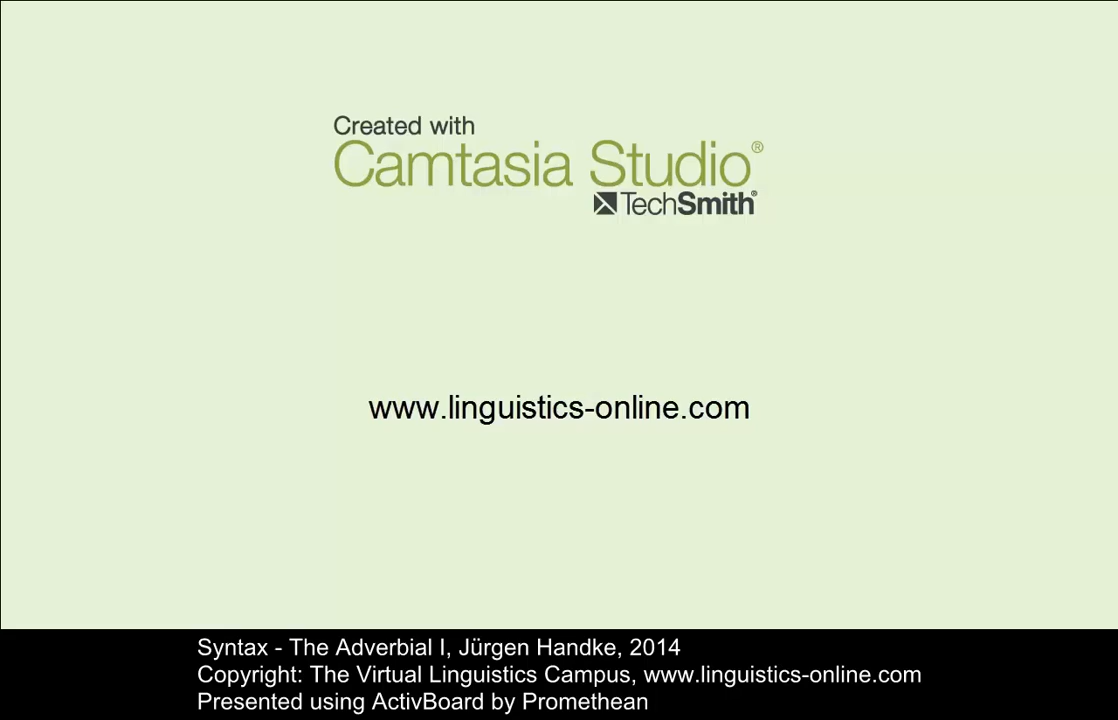 Created with
Camtasia Studio®
TechSmith®
www.linguistics-online.com
Syntax - The Adverbial I, Jürgen Handke, 2014
Copyright: The Virtual Linguistics Campus, www.linguistics-online.com
Presented using ActivBoard by Promethean